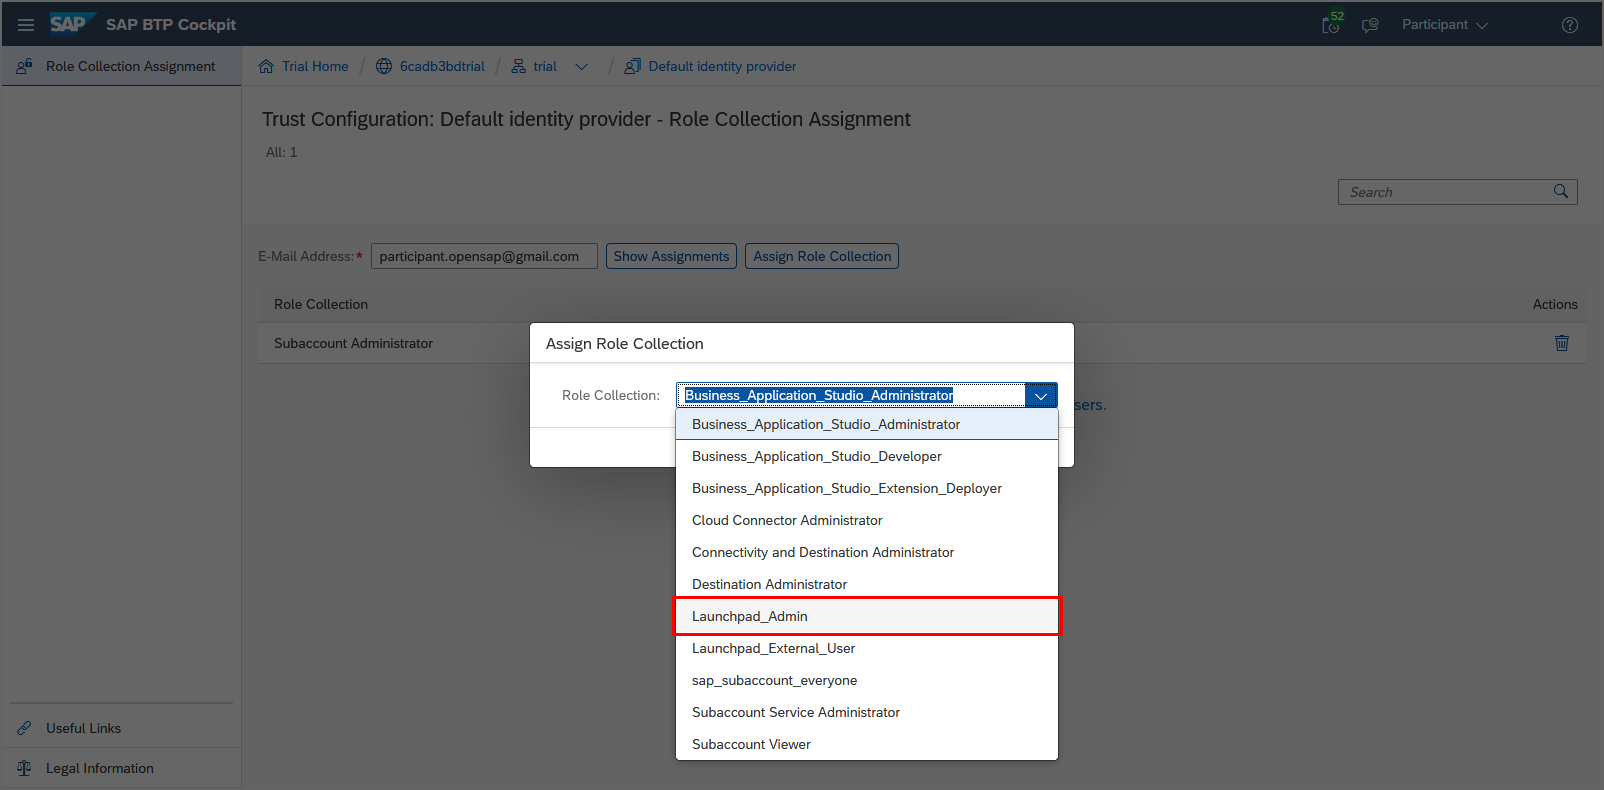 SAP SAP BTP Cockpit 52 Participant
Role Collection Assignment
Trial Home / 6cadb3bdtrial / trial / Default identity provider
Trust Configuration: Default identity provider - Role Collection Assignment
All: 1
Search
E-Mail Address:* participant.opensap@gmail.com Show Assignments Assign Role Collection
Role Collection Actions
Subaccount Administrator
Assign Role Collection
Role Collection: Business_Application_Studio_Administrator
sers.
Business_Application_Studio_Administrator
Business_Application_Studio_Developer
Business_Application_Studio_Extension_Deployer
Cloud Connector Administrator
Connectivity and Destination Administrator
Destination Administrator
Launchpad_Admin
Launchpad_External_User
sap_subaccount_everyone
Subaccount Service Administrator
Subaccount Viewer
Useful Links
Legal Information